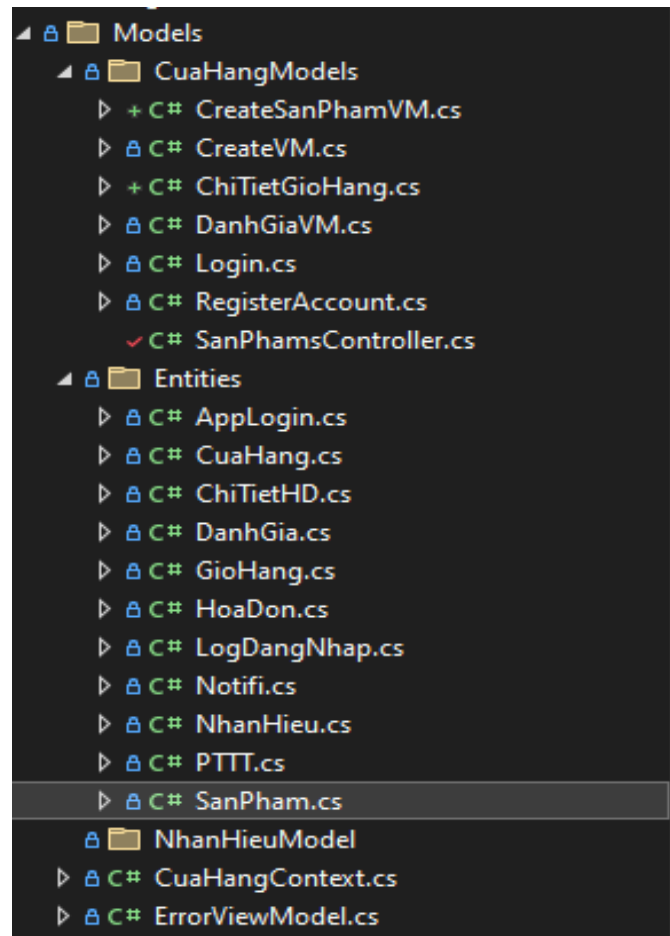 Models
CuaHangModels
+ C# CreateSanPhamVM.cs
C# CreateVM.cs
+ C# ChiTietGioHang.cs
C# DanhGiaVM.cs
C# Login.cs
C# RegisterAccount.cs
C# SanPhamsController.cs
Entities
C# AppLogin.cs
C# CuaHang.cs
C# ChiTietHD.cs
C# DanhGia.cs
C# GioHang.cs
C# HoaDon.cs
C# LogDangNhap.cs
C# Notifi.cs
C# NhanHieu.cs
C# PTTT.cs
C# SanPham.cs
NhanHieuModel
C# CuaHangContext.cs
C# ErrorViewModel.cs